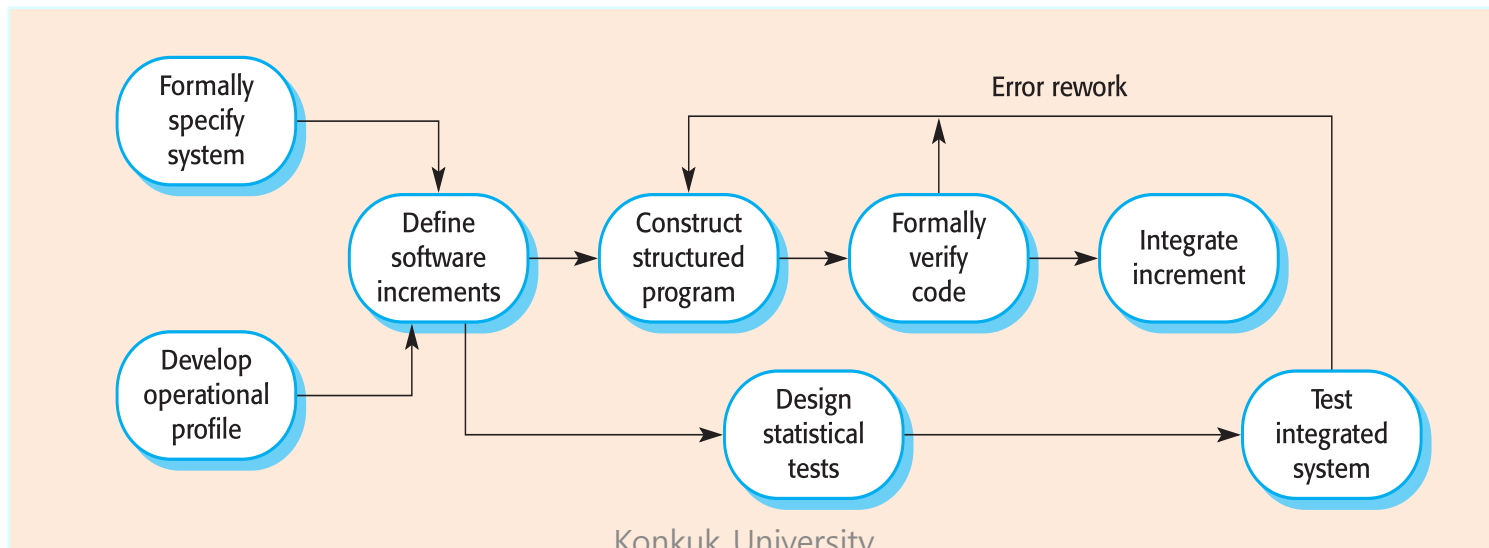 Formally
specify
system
Error rework
Define
software
increments
Construct
structured
program
Formally
verify
code
Integrate
increment
Develop
operational
profile
Design
statistical
tests
Test
integrated
system
Konkuk University